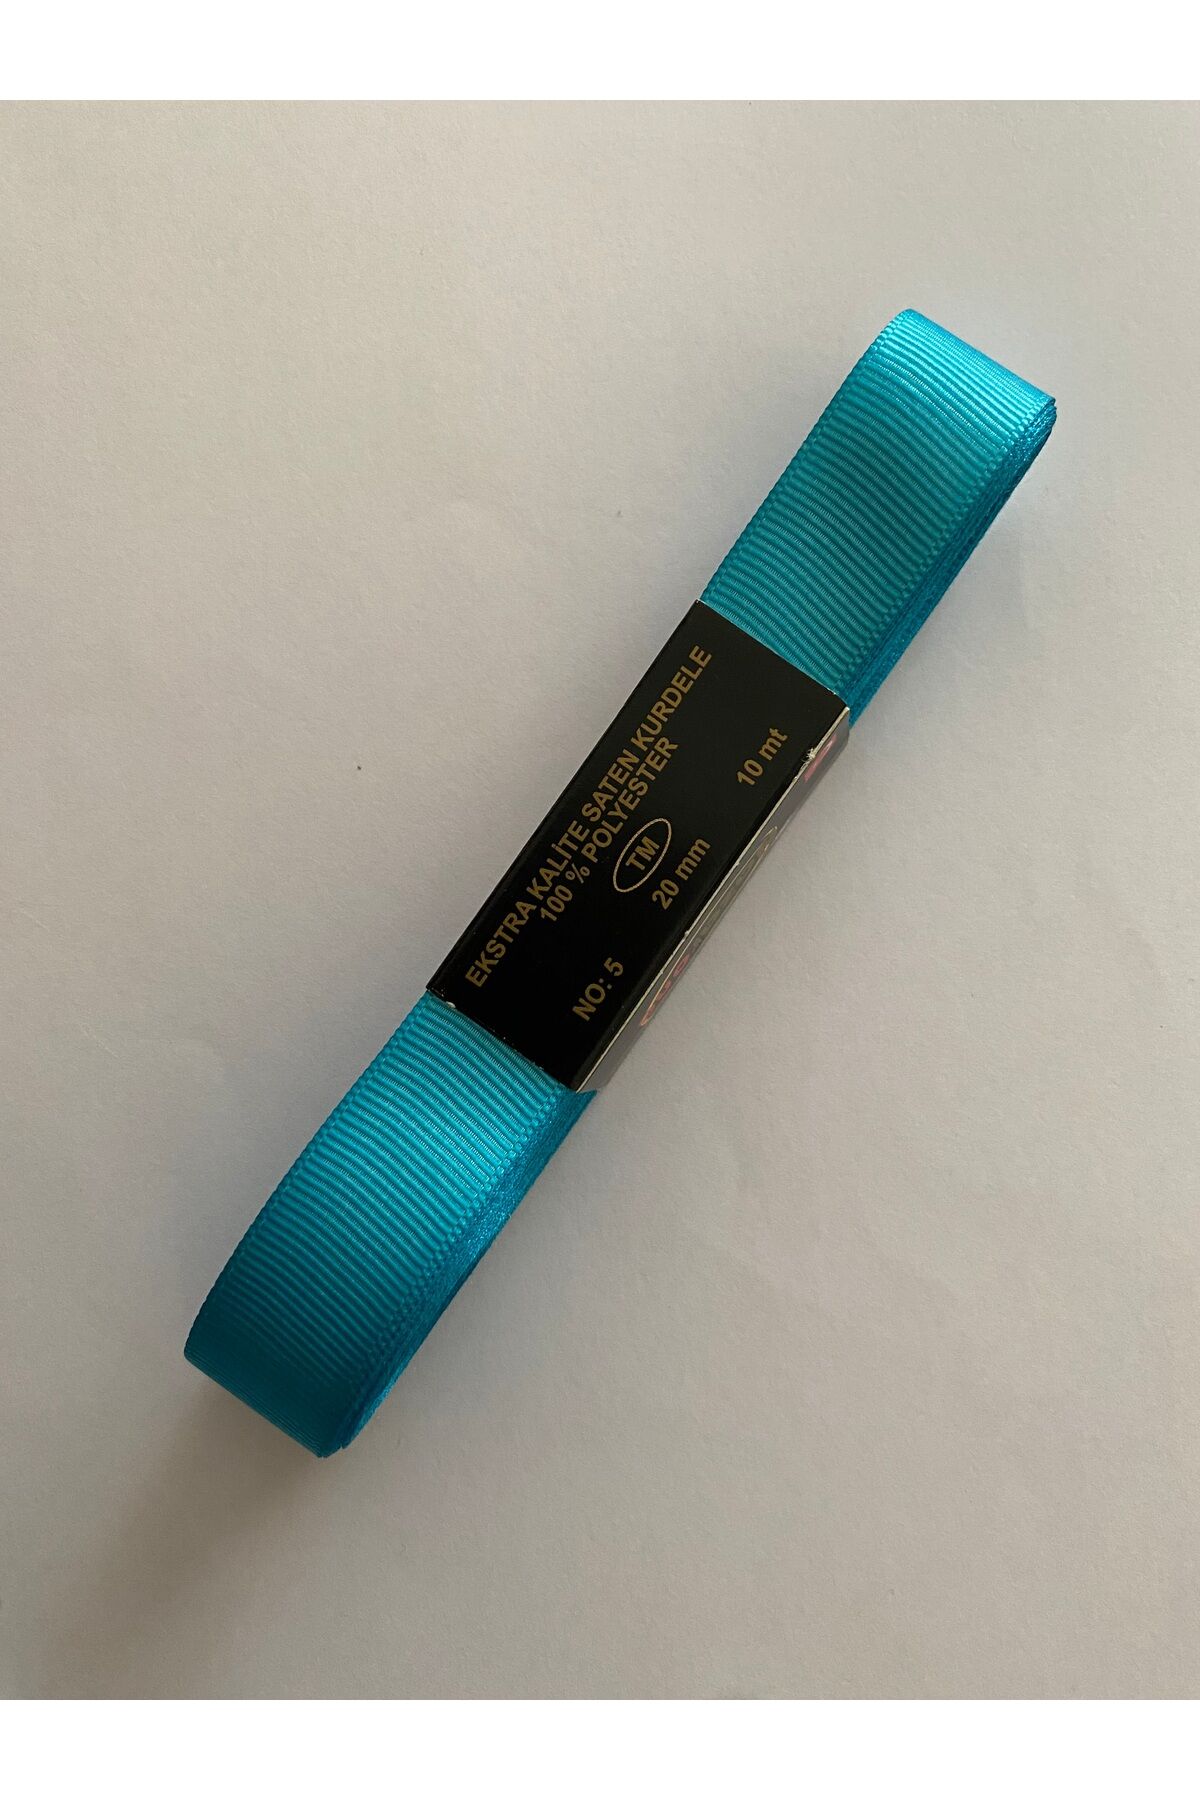 EKSTRA KALİTE SATEN KURDELE
100 % POLYESTER
TM
NO: 5 20 mm 10 mt